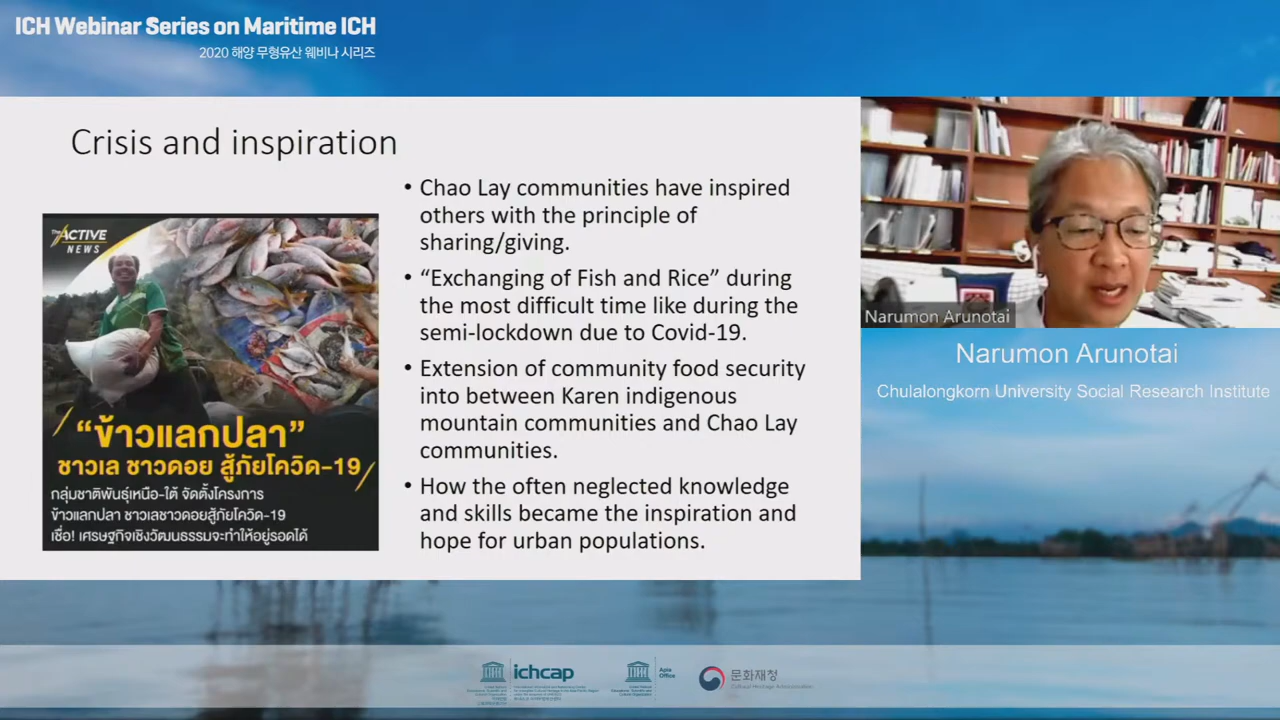 ICH Webinar Series on Maritime ICH
2020 해양 무형유산 웨비나 시리즈
Crisis and inspiration
The ACTIVE
NEWS
“ข้าวแลกปลา”
ชาวเล ชาวดอย สู้ภัยโควิด-19
กลุ่มชาติพันธุ์เหนือ-ใต้ จัดตั้งโครงการ
ข้าวแลกปลา ชาวเลชาวดอยสู้ภัยโควิด-19
เชื่อ! เศรษฐกิจเชิงวัฒนธรรมจะทำให้อยู่รอดได้
• Chao Lay communities have inspired
others with the principle of
sharing/giving.
• “Exchanging of Fish and Rice” during
the most difficult time like during the
semi-lockdown due to Covid-19.
• Extension of community food security
into between Karen indigenous
mountain communities and Chao Lay
communities.
• How the often neglected knowledge
and skills became the inspiration and
hope for urban populations.
Narumon Arunotai
Narumon Arunotai
Chulalongkorn University Social Research Institute
ichcap
Apia
Office
문화재청
Cultural Heritage Administration